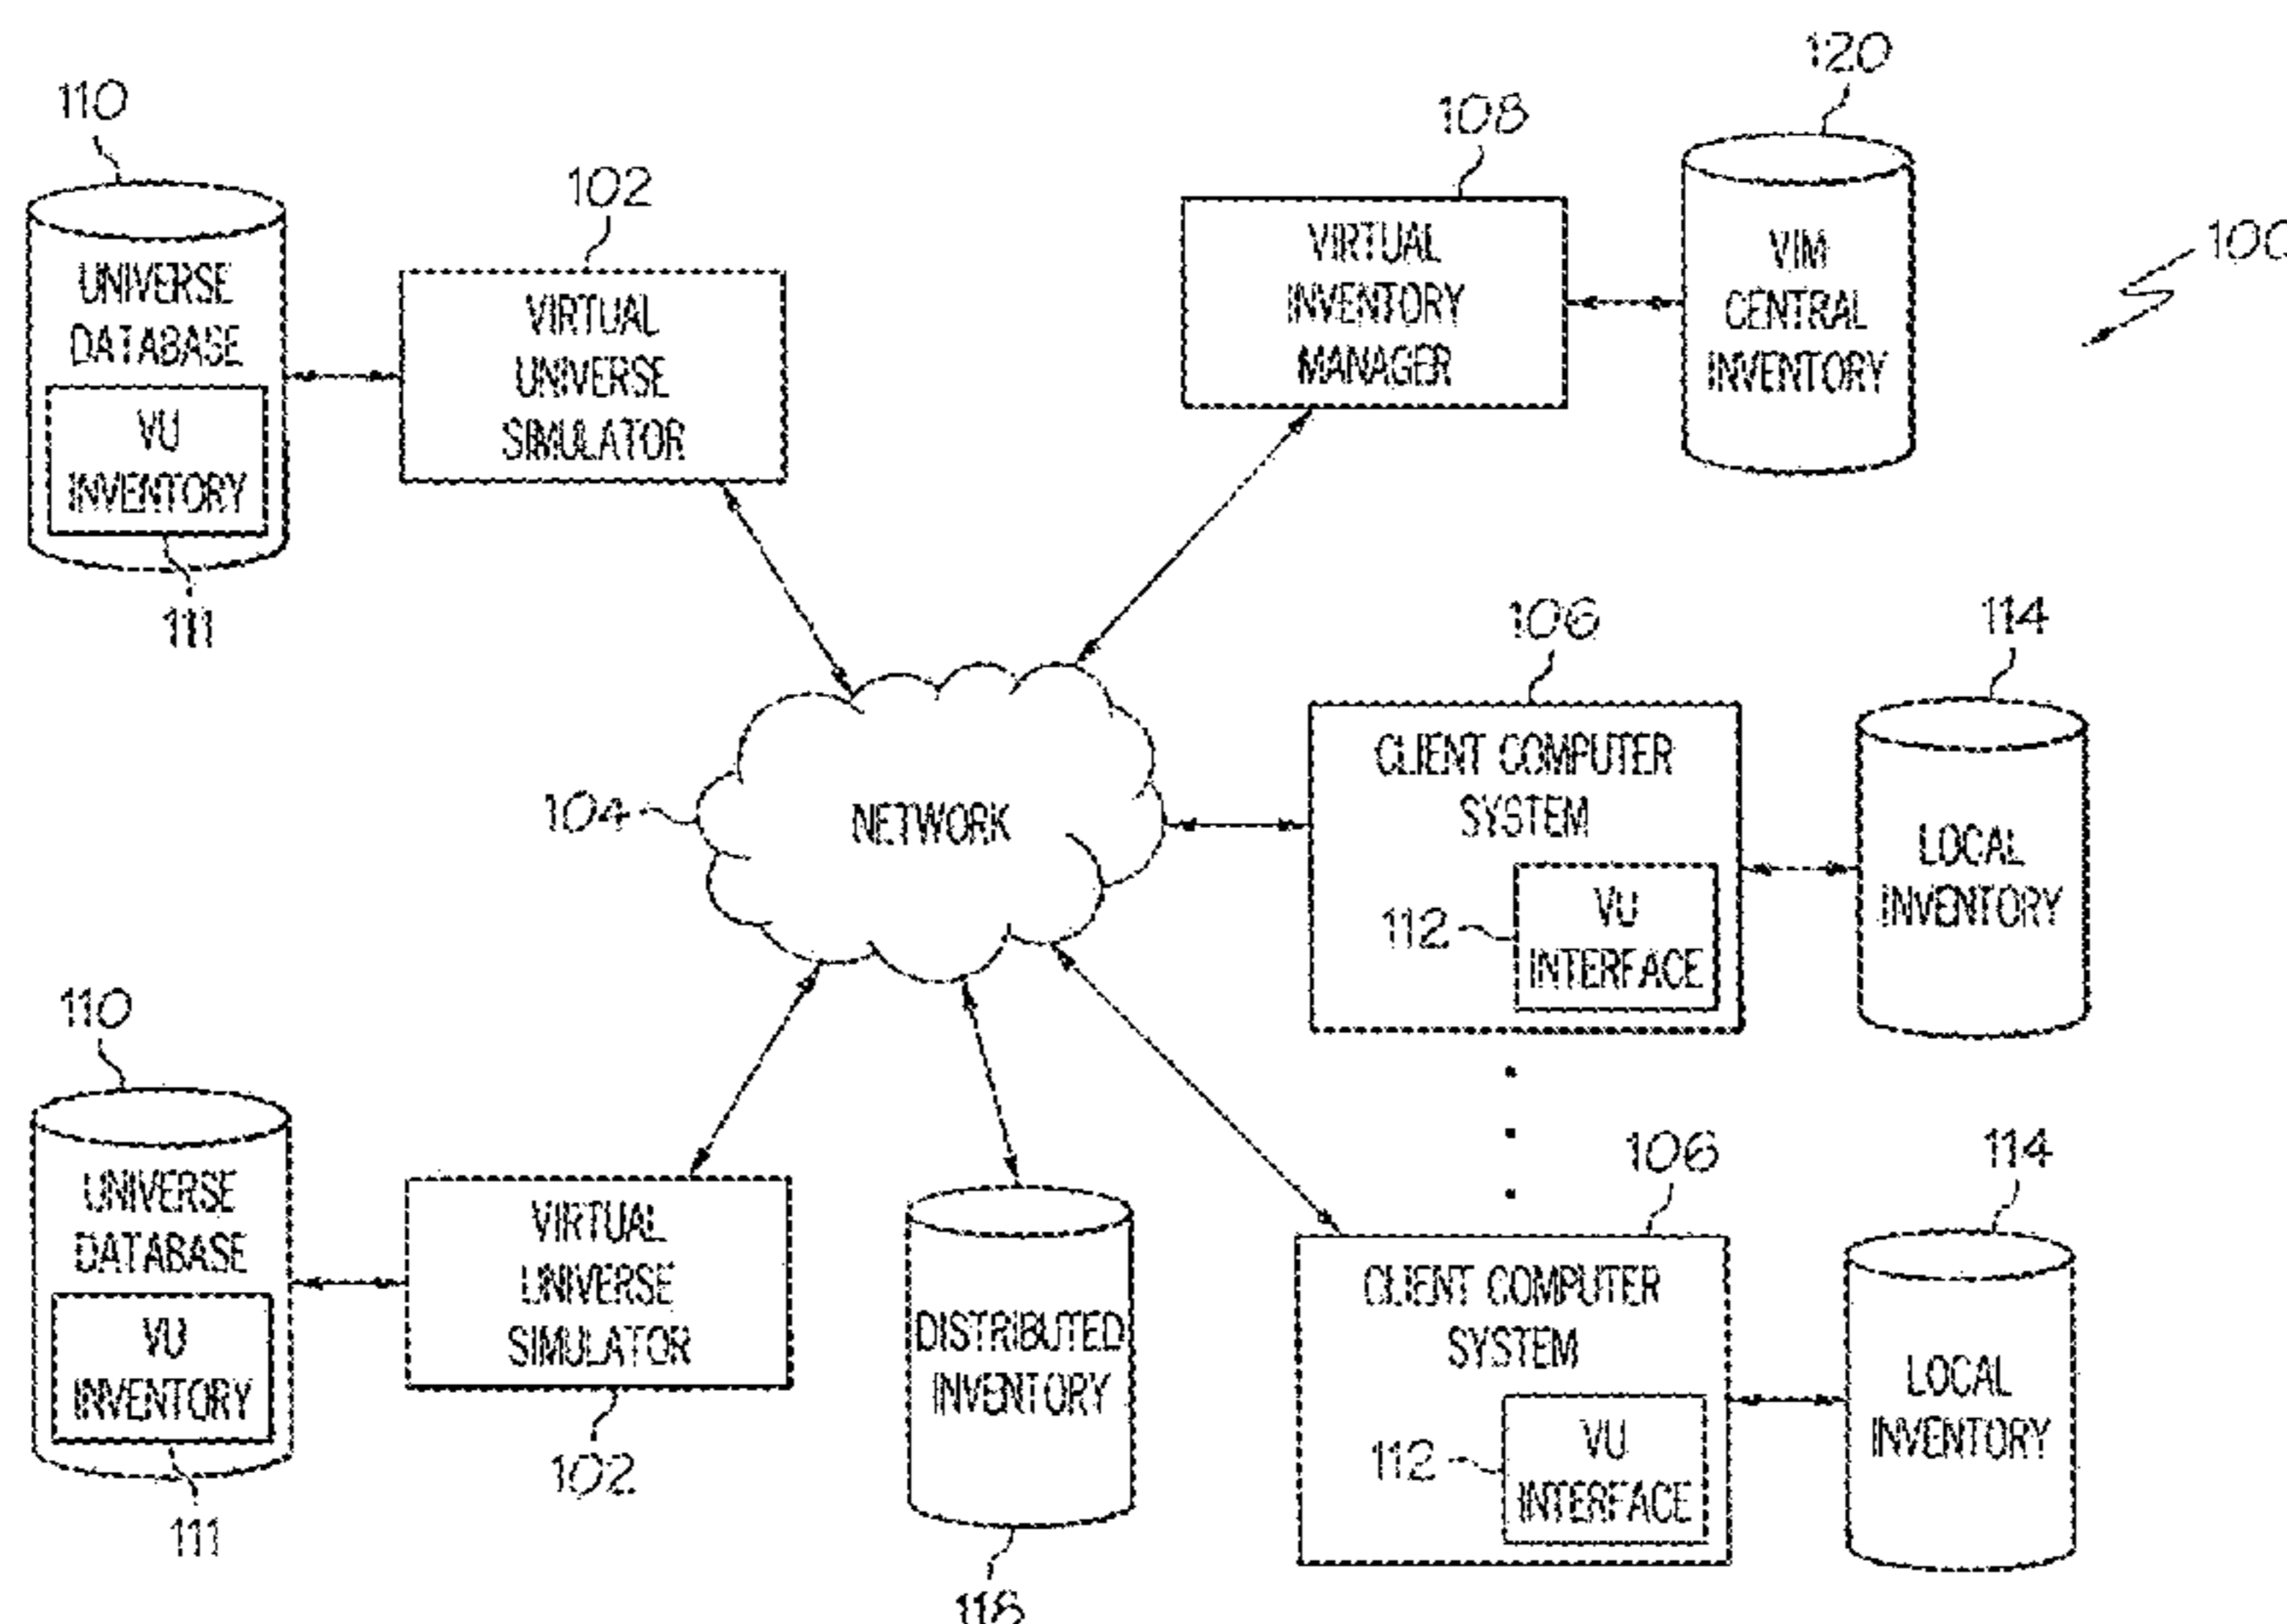 110
UNIVERSE
DATABASE
VU
INVENTORY
111
102
VIRTUAL
UNIVERSE
SIMULATOR
108
VIRTUAL
INVENTORY
MANAGER
120
VIM
CENTRAL
INVENTORY
100
104
NETWORK
106
CLIENT COMPUTER
SYSTEM
112
VU
INTERFACE
114
LOCAL
INVENTORY
110
UNIVERSE
DATABASE
VU
INVENTORY
111
VIRTUAL
UNIVERSE
SIMULATOR
102
DISTRIBUTED
INVENTORY
106
CLIENT COMPUTER
SYSTEM
112
VU
INTERFACE
114
LOCAL
INVENTORY